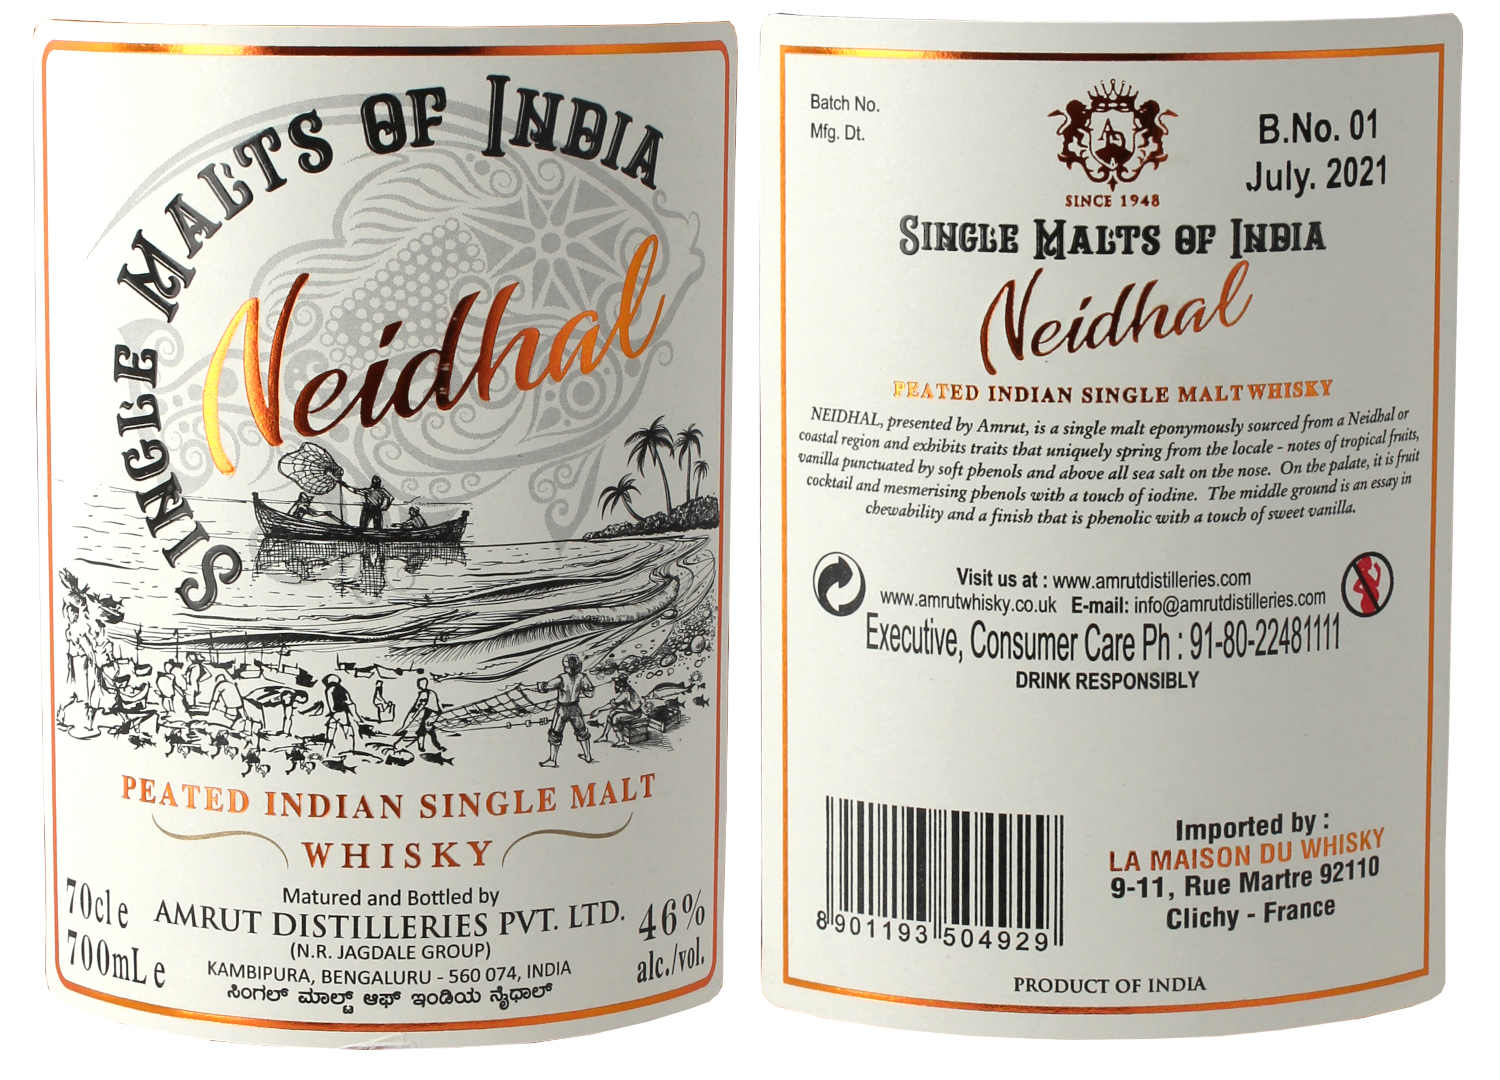 SINGLE MALTS OF INDIA
Neidhal
PEATED INDIAN SINGLE MALT
WHISKY
70cl e
700mL e
Matured and Bottled by
AMRUT DISTILLERIES PVT. LTD.
(N.R. JAGDALE GROUP)
KAMBIPURA, BENGALURU - 560 074, INDIA
ಸಿಂಗಲ್ ಮಾಲ್ಟ್ ಆಫ್ ಇಂಡಿಯ ನೈಧಾಲ್
46%
alc./vol.
Batch No.
Mfg. Dt.
B.No. 01
July. 2021
SINCE 1948
SINGLE MALTS OF INDIA
Neidhal
PEATED INDIAN SINGLE MALT WHISKY
NEIDHAL, presented by Amrut, is a single malt eponymously sourced from a Neidhal or
coastal region and exhibits traits that uniquely spring from the locale - notes of tropical fruits,
vanilla punctuated by soft phenols and above all sea salt on the nose. On the palate, it is fruit
cocktail and mesmerising phenols with a touch of iodine. The middle ground is an essay in
chewability and a finish that is phenolic with a touch of sweet vanilla.
Visit us at : www.amrutdistilleries.com
www.amrutwhisky.co.uk E-mail: info@amrutdistilleries.com
Executive, Consumer Care Ph : 91-80-22481111
DRINK RESPONSIBLY
8 901193 504929
Imported by :
LA MAISON DU WHISKY
9-11, Rue Martre 92110
Clichy - France
PRODUCT OF INDIA